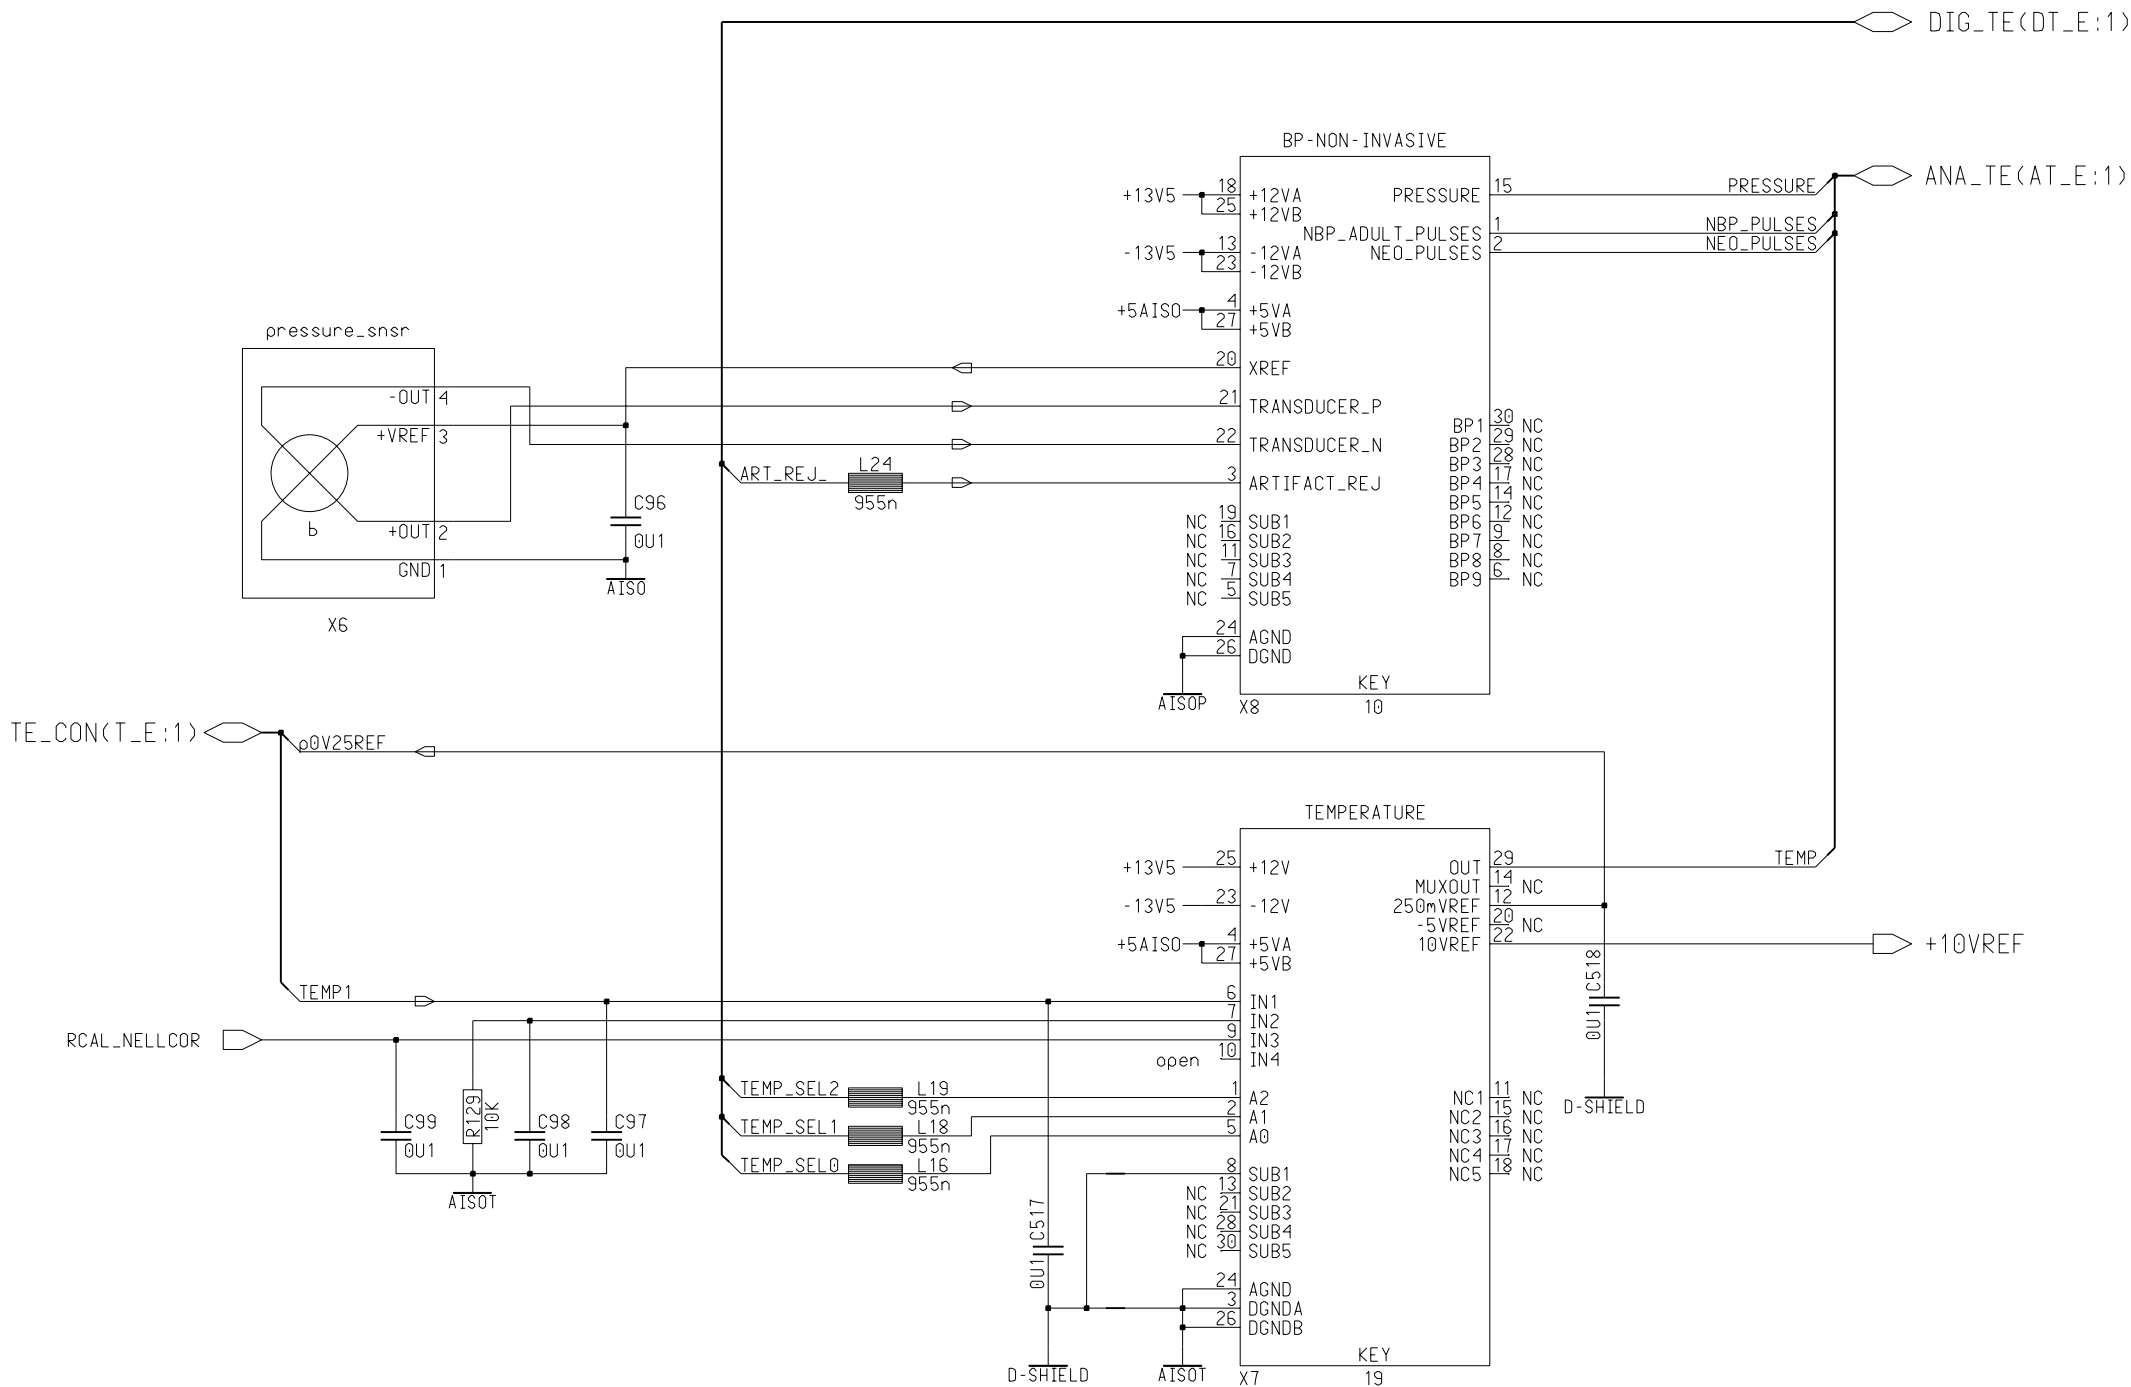 DIG_TE(DT_E:1)
BP-NON-INVASIVE
ANA_TE(AT_E:1)
+13V5 18 +12VA PRESSURE 15 PRESSURE
25 +12VB
NBP_ADULT_PULSES 1 NBP_PULSES
-13V5 13 -12VA NEO_PULSES 2 NEO_PULSES
23 -12VB
+5AISO 4 +5VA
27 +5VB
pressure_snsr
20 XREF
-OUT 4
21 TRANSDUCER_P
+VREF 3
22 TRANSDUCER_N
BP1 30 NC
BP2 29 NC
BP3 28 NC
BP4 17 NC
BP5 14 NC
BP6 12 NC
BP7 9 NC
BP8 8 NC
BP9 6 NC
ART_REJ_ L24 3 ARTIFACT_REJ
955n
C96
0U1
b
+OUT 2
GND 1
AISO
X6
NC 19 SUB1
NC 16 SUB2
NC 11 SUB3
NC 7 SUB4
NC 5 SUB5
24 AGND
26 DGND
AISOP
KEY
X8 10
TE_CON(T_E:1)
p0V25REF
TEMPERATURE
+13V5 25 +12V OUT 29 TEMP
MUXOUT 14 NC
-13V5 23 -12V 250mVREF 12
-5VREF 20 NC
+5AISO 4 +5VA 10VREF 22 +10VREF
27 +5VB
C518
0U1
D-SHIELD
TEMP1 6 IN1
7 IN2
RCAL_NELLCOR 9 IN3
open 10 IN4
TEMP_SEL2 L19 1 A2 NC1 11 NC
955n
2 A1 NC2 15 NC
TEMP_SEL1 L18 5 A0 NC3 16 NC
955n
NC4 17 NC
TEMP_SEL0 L16 8 SUB1 NC5 18 NC
955n
C99
0U1
R129
10K
C98
0U1
C97
0U1
AISOT
NC 13 SUB2
NC 21 SUB3
NC 28 SUB4
NC 30 SUB5
C517
0U1
24 AGND
3 DGNDA
26 DGNDB
D-SHIELD
AISOT
KEY
X7 19